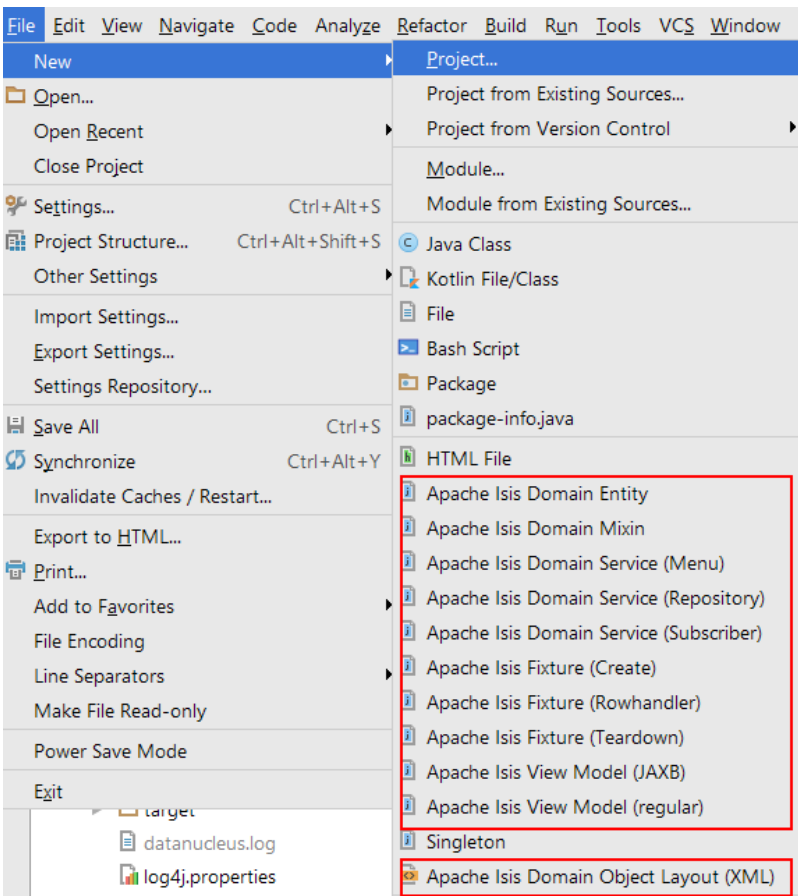 File Edit View Navigate Code Analyze Refactor Build Run Tools VCS Window
New
Open...
Open Recent
Close Project
Settings... Ctrl+Alt+S
Project Structure... Ctrl+Alt+Shift+S
Other Settings
Import Settings...
Export Settings...
Settings Repository...
Save All Ctrl+S
Synchronize Ctrl+Alt+Y
Invalidate Caches / Restart...
Export to HTML...
Print...
Add to Favorites
File Encoding
Line Separators
Make File Read-only
Power Save Mode
Exit
target
datanucleus.log
log4j.properties
Project...
Project from Existing Sources...
Project from Version Control
Module...
Module from Existing Sources...
Java Class
Kotlin File/Class
File
Bash Script
Package
package-info.java
HTML File
Apache Isis Domain Entity
Apache Isis Domain Mixin
Apache Isis Domain Service (Menu)
Apache Isis Domain Service (Repository)
Apache Isis Domain Service (Subscriber)
Apache Isis Fixture (Create)
Apache Isis Fixture (Rowhandler)
Apache Isis Fixture (Teardown)
Apache Isis View Model (JAXB)
Apache Isis View Model (regular)
Singleton
Apache Isis Domain Object Layout (XML)